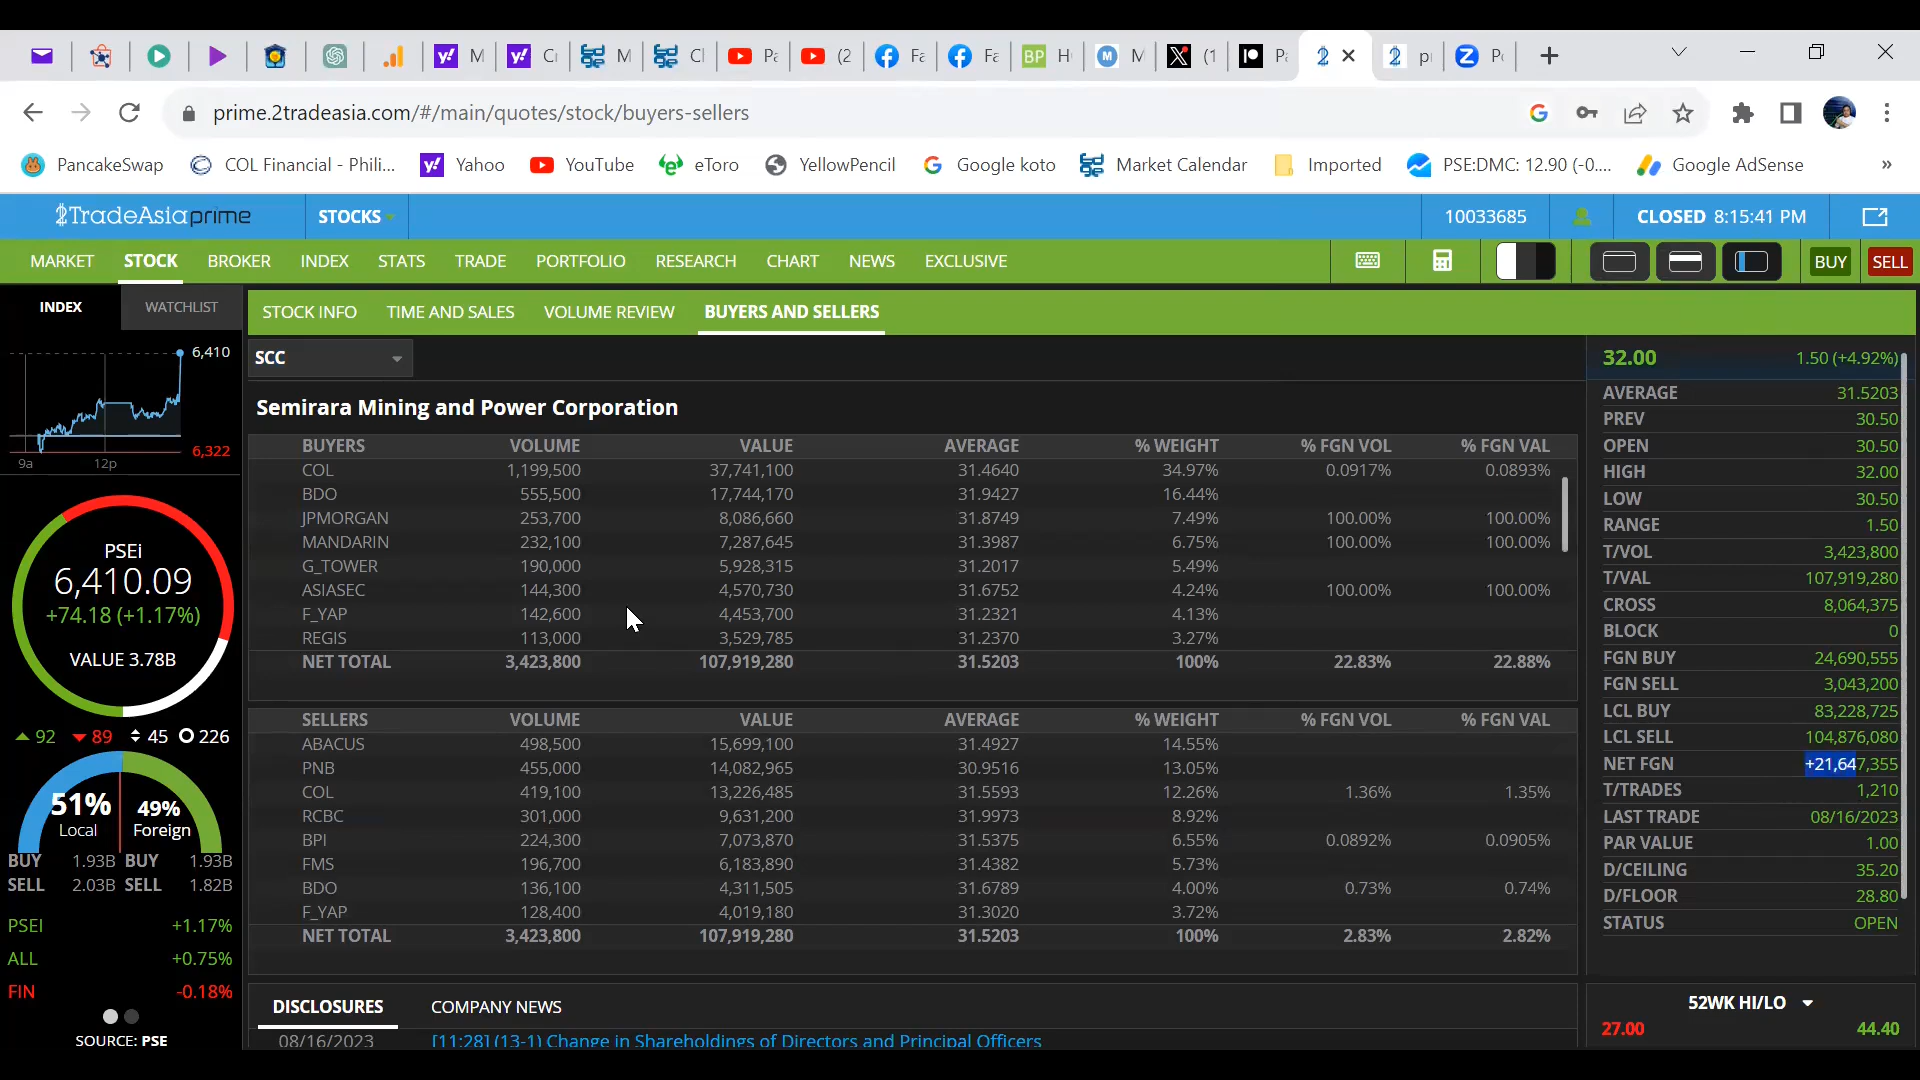 M Cr M Cl Pa (2 Fa Fa BP H M (1 Pa pr Pc
prime.2tradeasia.com/#/main/quotes/stock/buyers-sellers
PancakeSwap COL Financial - Phili... Yahoo YouTube eToro YellowPencil Google koto Market Calendar Imported PSE:DMC: 12.90 (-0.... Google AdSense »
2TradeAsiaprime STOCKS 10033685 CLOSED 8:15:41 PM
MARKET STOCK BROKER INDEX STATS TRADE PORTFOLIO RESEARCH CHART NEWS EXCLUSIVE BUY SELL
INDEX WATCHLIST STOCK INFO TIME AND SALES VOLUME REVIEW BUYERS AND SELLERS
6,410
6,322
9a 12p
PSEi
6,410.09
+74.18 (+1.17%)
VALUE 3.78B
92 89 45 226
51% Local 49% Foreign
BUY 1.93B BUY 1.93B
SELL 2.03B SELL 1.82B
PSEI +1.17%
ALL +0.75%
FIN -0.18%
SOURCE: PSE
SCC
Semirara Mining and Power Corporation
BUYERS VOLUME VALUE AVERAGE % WEIGHT % FGN VOL % FGN VAL
COL 1,199,500 37,741,100 31.4640 34.97% 0.0917% 0.0893%
BDO 555,500 17,744,170 31.9427 16.44%
JPMORGAN 253,700 8,086,660 31.8749 7.49% 100.00% 100.00%
MANDARIN 232,100 7,287,645 31.3987 6.75% 100.00% 100.00%
G_TOWER 190,000 5,928,315 31.2017 5.49%
ASIASEC 144,300 4,570,730 31.6752 4.24% 100.00% 100.00%
F_YAP 142,600 4,453,700 31.2321 4.13%
REGIS 113,000 3,529,785 31.2370 3.27%
NET TOTAL 3,423,800 107,919,280 31.5203 100% 22.83% 22.88%
SELLERS VOLUME VALUE AVERAGE % WEIGHT % FGN VOL % FGN VAL
ABACUS 498,500 15,699,100 31.4927 14.55%
PNB 455,000 14,082,965 30.9516 13.05%
COL 419,100 13,226,485 31.5593 12.26% 1.36% 1.35%
RCBC 301,000 9,631,200 31.9973 8.92%
BPI 224,300 7,073,870 31.5375 6.55% 0.0892% 0.0905%
FMS 196,700 6,183,890 31.4382 5.73%
BDO 136,100 4,311,505 31.6789 4.00% 0.73% 0.74%
F_YAP 128,400 4,019,180 31.3020 3.72%
NET TOTAL 3,423,800 107,919,280 31.5203 100% 2.83% 2.82%
DISCLOSURES COMPANY NEWS
08/16/2023 [11:28] (13-1) Change in Shareholdings of Directors and Principal Officers
32.00 1.50 (+4.92%)
AVERAGE 31.5203
PREV 30.50
OPEN 30.50
HIGH 32.00
LOW 30.50
RANGE 1.50
T/VOL 3,423,800
T/VAL 107,919,280
CROSS 8,064,375
BLOCK 0
FGN BUY 24,690,555
FGN SELL 3,043,200
LCL BUY 83,228,725
LCL SELL 104,876,080
NET FGN +21,647,355
T/TRADES 1,210
LAST TRADE 08/16/2023
PAR VALUE 1.00
D/CEILING 35.20
D/FLOOR 28.80
STATUS OPEN
52WK HI/LO
27.00 44.40